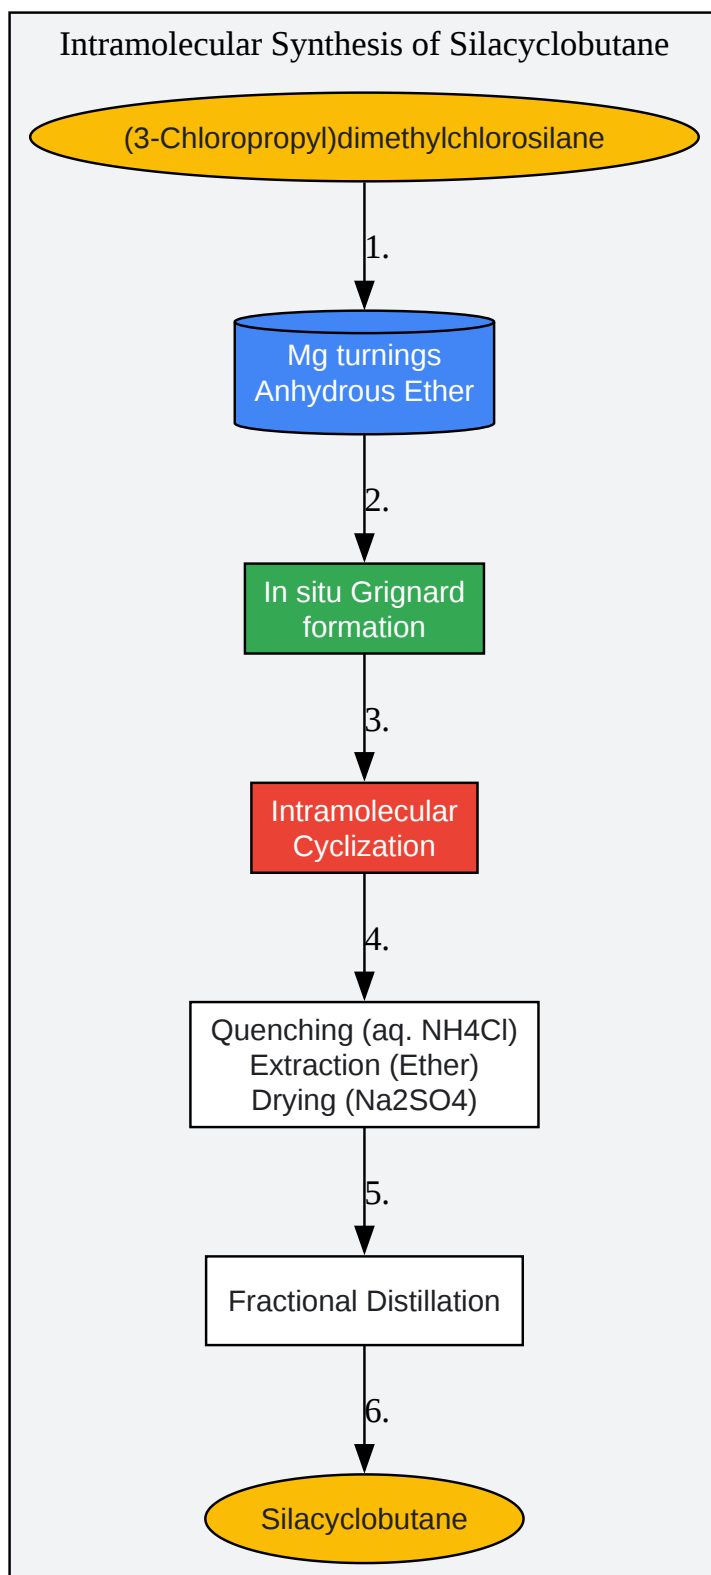 Intramolecular Synthesis of Silacyclobutane
(3-Chloropropyl)dimethylchlorosilane
1.
Mg turnings
Anhydrous Ether
2.
In situ Grignard
formation
3.
Intramolecular
Cyclization
4.
Quenching (aq. NH4Cl)
Extraction (Ether)
Drying (Na2SO4)
5.
Fractional Distillation
6.
Silacyclobutane